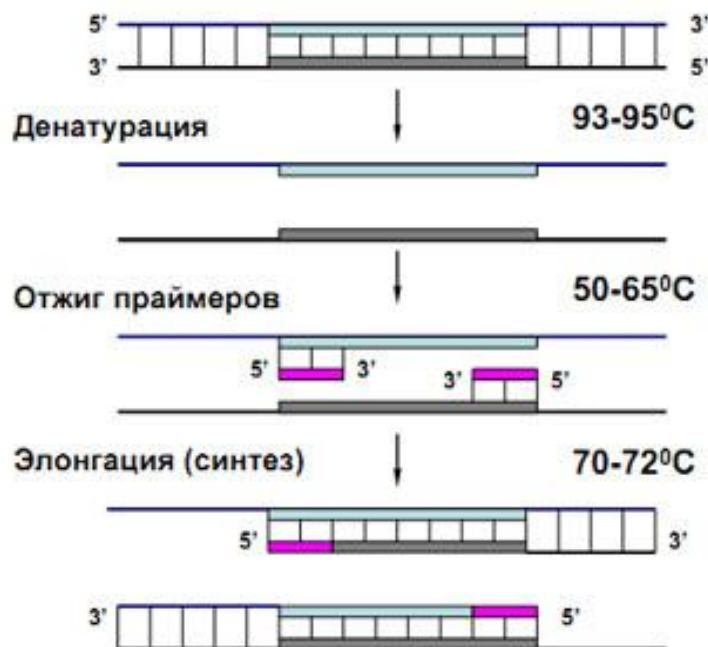 5’ 3’
3’ 5’
Денатурация 93-95⁰C
Отжиг праймеров 50-65⁰C
5’ 3’ 3’ 5’
Элонгация (синтез) 70-72⁰C
5’ 3’
3’ 5’